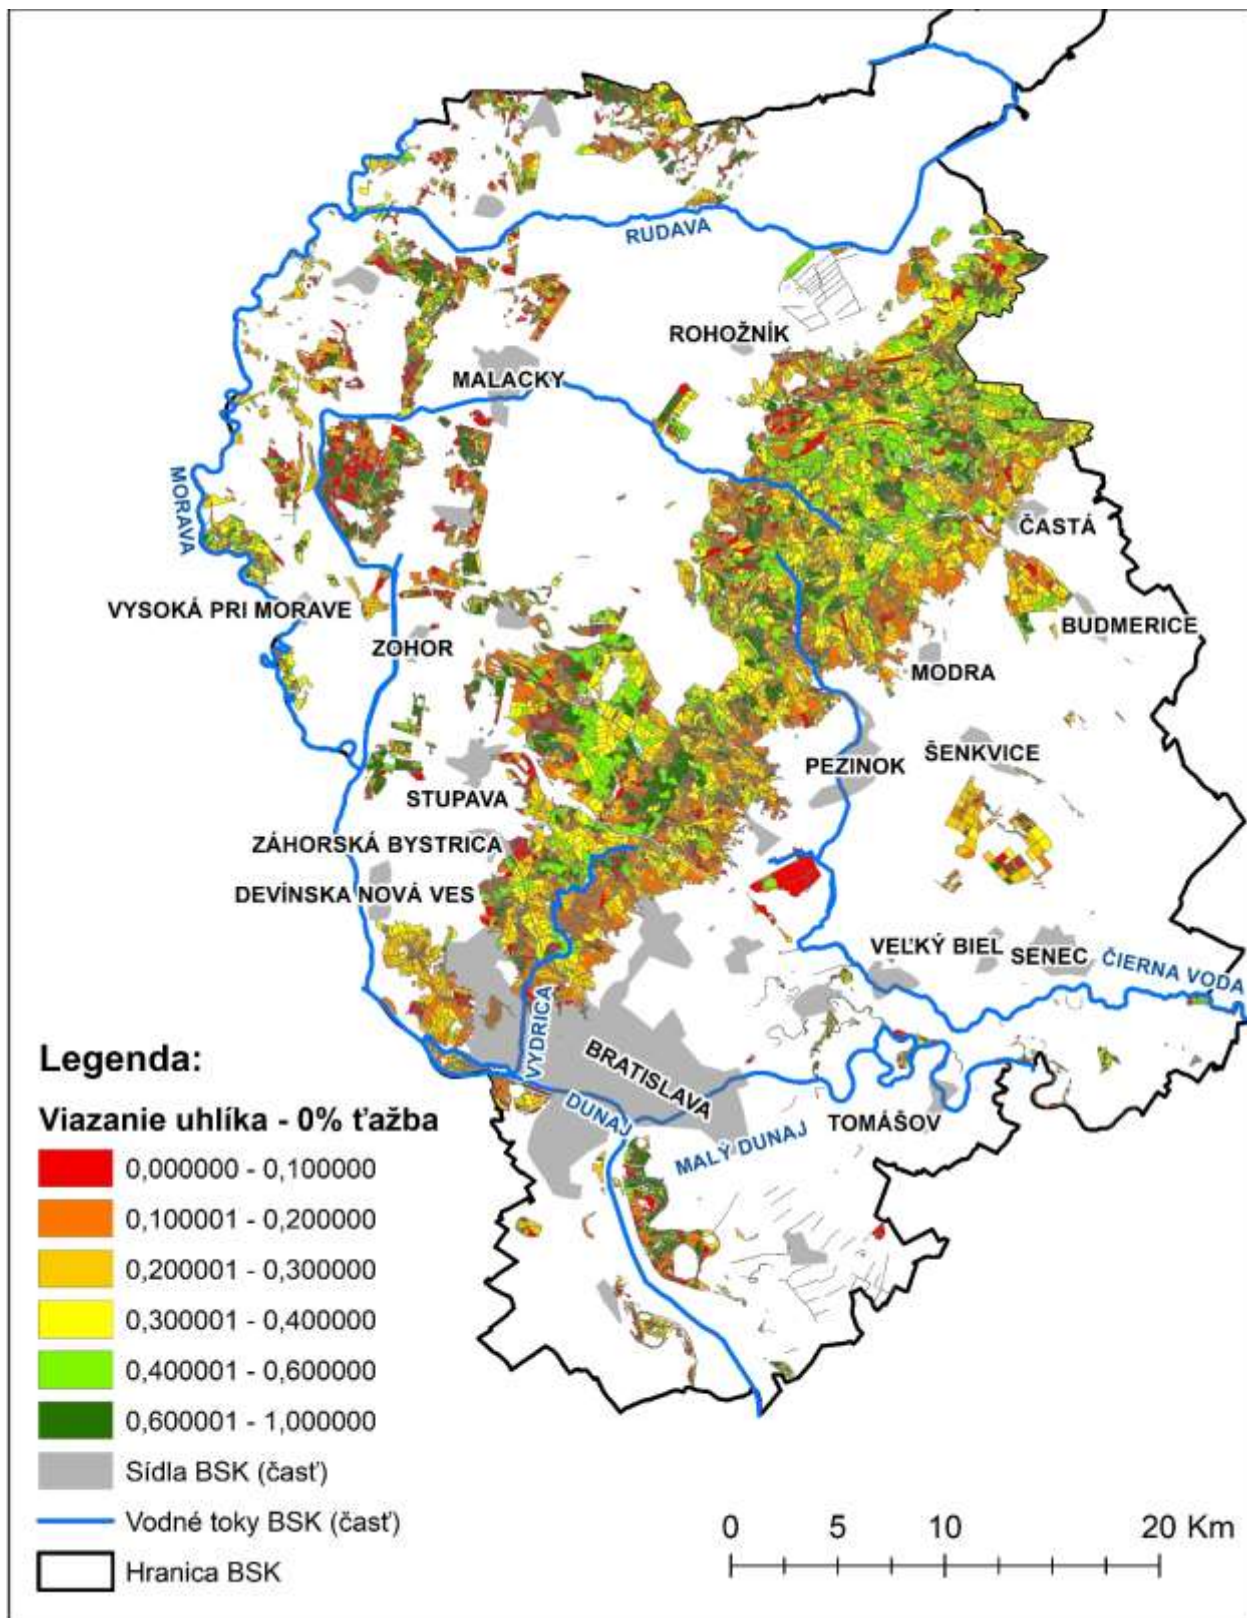 RUDAVA
ROHOŽNÍK
MALACKY
MORAVA
ČASTÁ
VYSOKÁ PRI MORAVE
BUDMERICE
ZOHOR
MODRA
ŠENKVICE
PEZINOK
STUPAVA
ZÁHORSKÁ BYSTRICA
DEVÍNSKA NOVÁ VES
VEĽKÝ BIEL
SENEC
ČIERNA VODA
VYDRICA
BRATISLAVA
DUNAJ
MALÝ DUNAJ
TOMÁŠOV
Legenda:
Viazanie uhlíka - 0% ťažba
0,000000 - 0,100000
0,100001 - 0,200000
0,200001 - 0,300000
0,300001 - 0,400000
0,400001 - 0,600000
0,600001 - 1,000000
Sídla BSK (časť)
Vodné toky BSK (časť)
Hranica BSK
0 5 10 20 Km